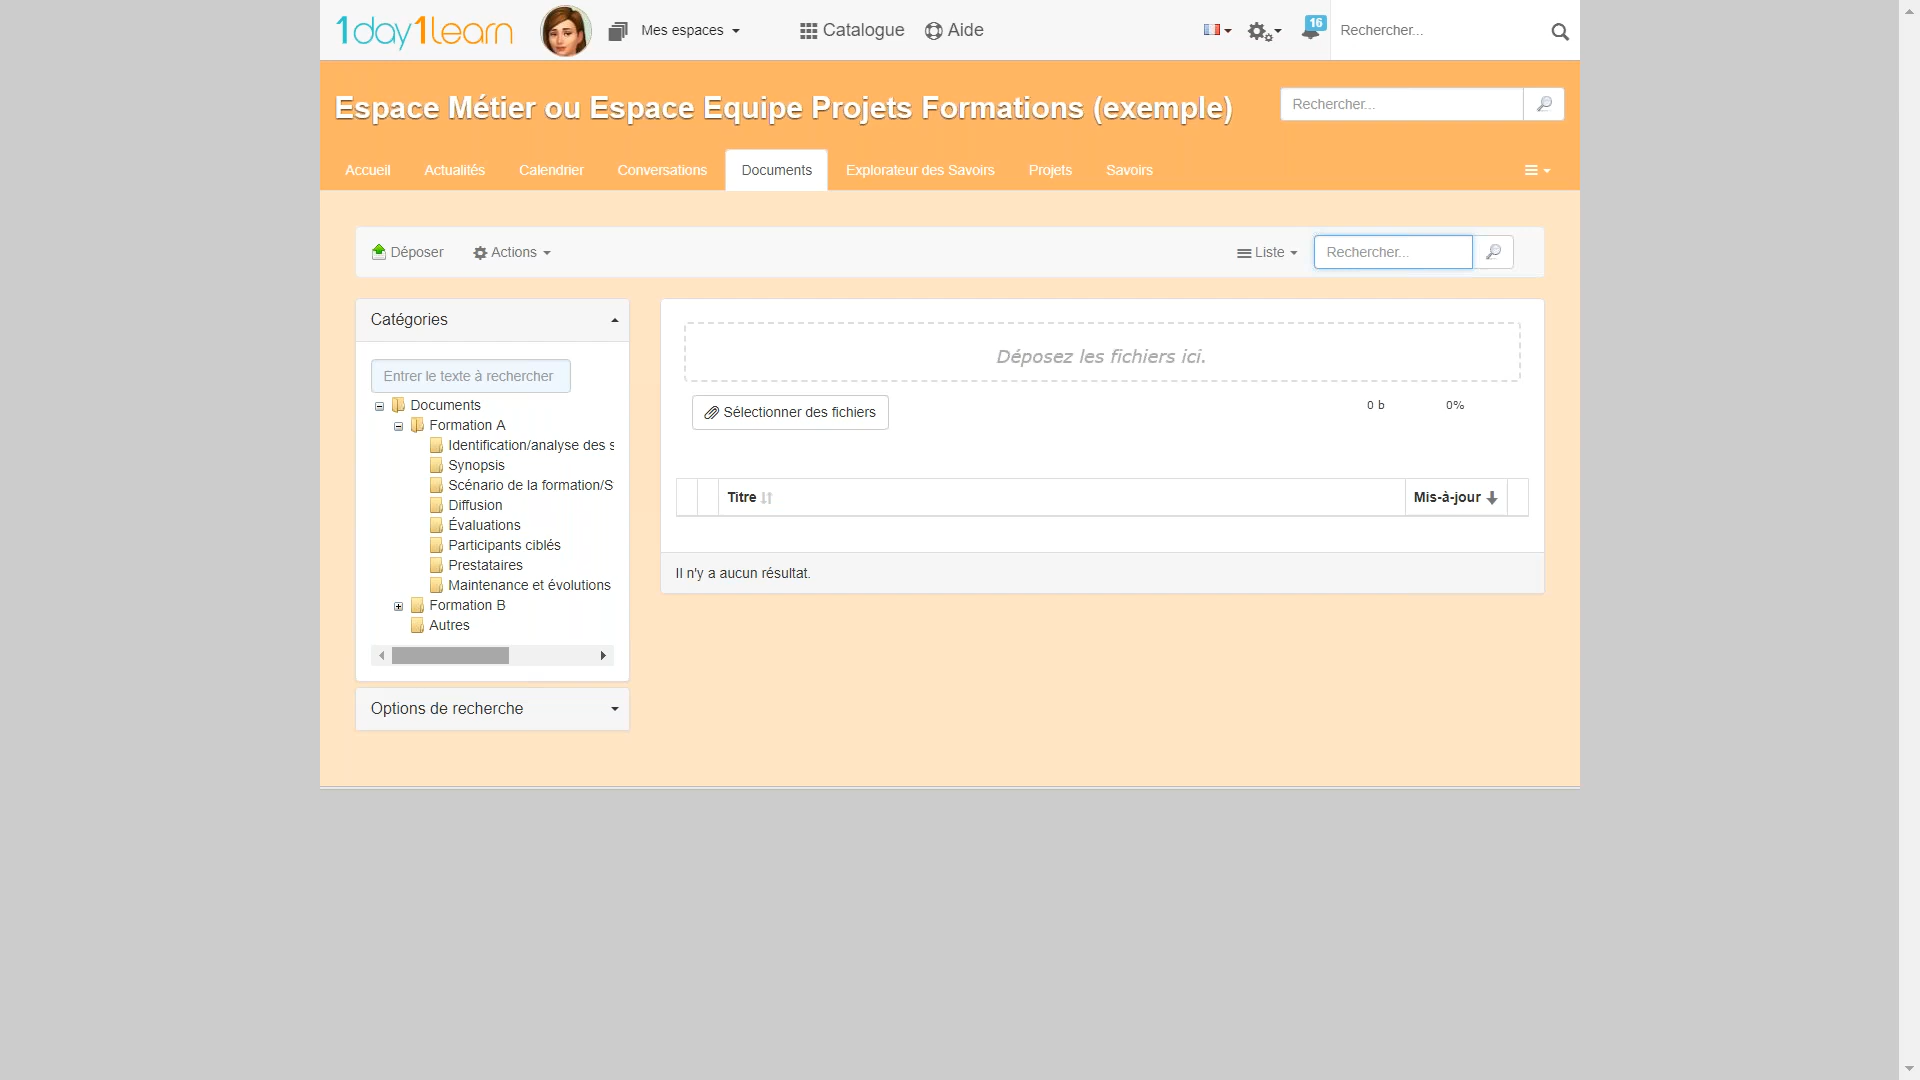 1day1learn
Mes espaces
Catalogue
Aide
16
Rechercher...
Espace Métier ou Espace Equipe Projets Formations (exemple)
Rechercher...
Accueil
Actualités
Calendrier
Conversations
Documents
Explorateur des Savoirs
Projets
Savoirs
Déposer
Actions
Liste
Rechercher...
Catégories
Entrer le texte à rechercher
Documents
Formation A
Identification/analyse des s
Synopsis
Scénario de la formation/S
Diffusion
Évaluations
Participants ciblés
Prestataires
Maintenance et évolutions
Formation B
Autres
Options de recherche
Déposez les fichiers ici.
Sélectionner des fichiers
0 b
0%
Titre
Mis-à-jour
Il n'y a aucun résultat.